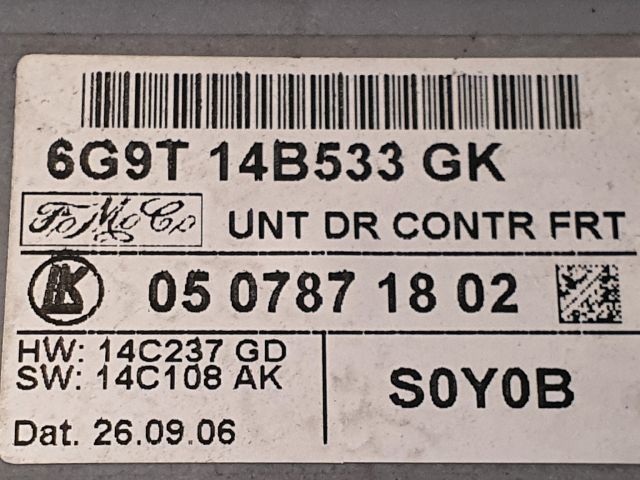 6G9T 14B533 GK
FoMoCo UNT DR CONTR FRT
K 05 0787 18 02
HW: 14C237 GD
SW: 14C108 AK
S0Y0B
Dat. 26.09.06